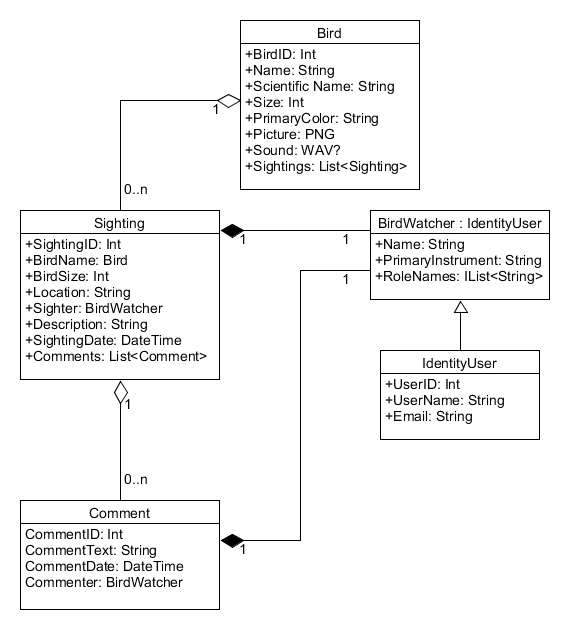 Bird
+BirdID: Int
+Name: String
+Scientific Name: String
+Size: Int
+PrimaryColor: String
+Picture: PNG
+Sound: WAV?
+Sightings: List<Sighting>
1
0..n
Sighting
+SightingID: Int
+BirdName: Bird
+BirdSize: Int
+Location: String
+Sighter: BirdWatcher
+Description: String
+SightingDate: DateTime
+Comments: List<Comment>
1
1
BirdWatcher : IdentityUser
+Name: String
+PrimaryInstrument: String
+RoleNames: IList<String>
1
IdentityUser
+UserID: Int
+UserName: String
+Email: String
1
0..n
Comment
CommentID: Int
CommentText: String
CommentDate: DateTime
Commenter: BirdWatcher
1